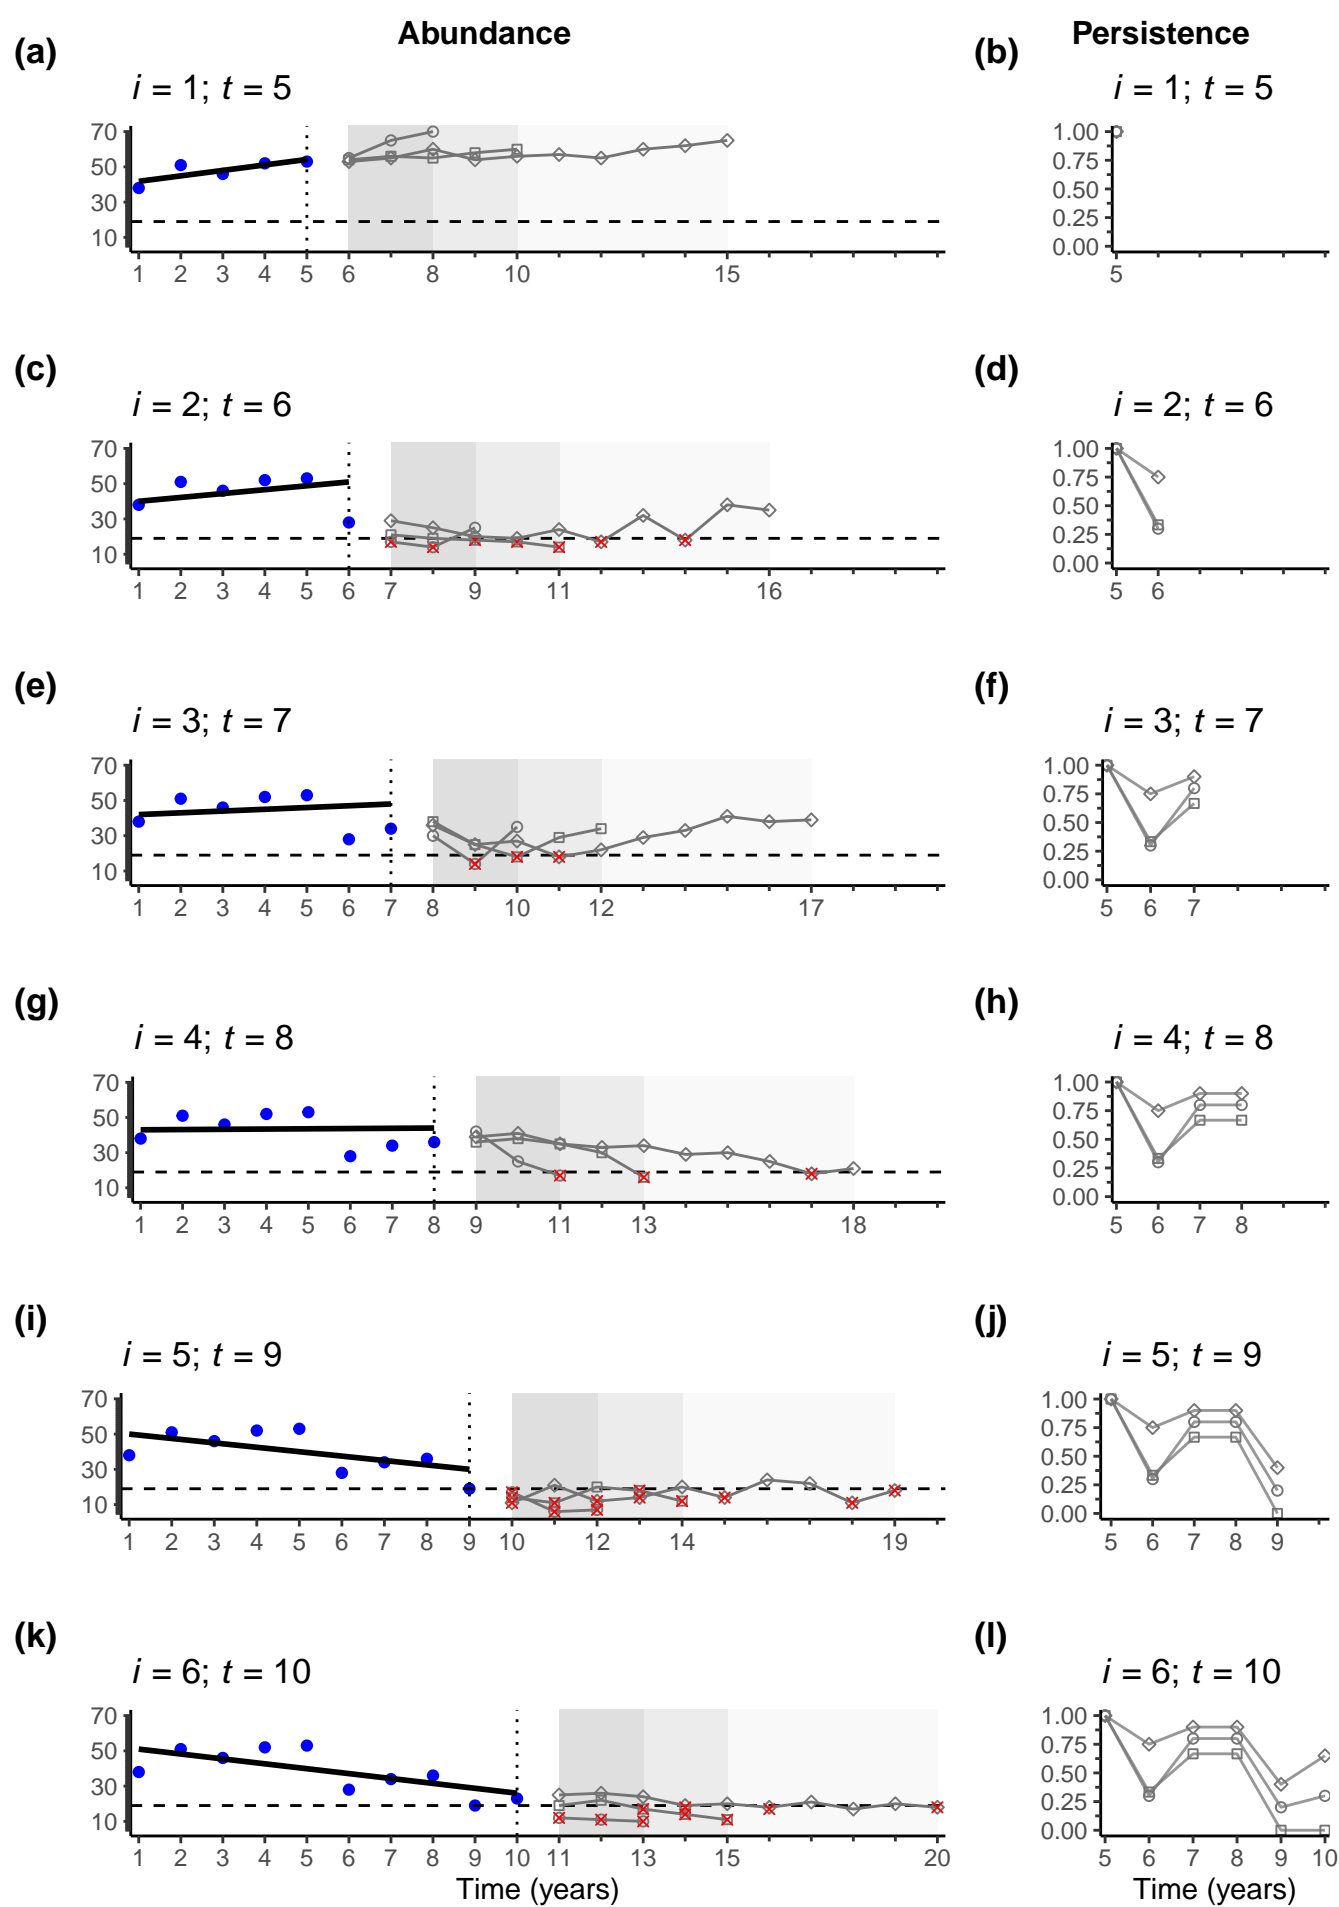 Abundance
Persistence
(a)
(b)
i = 1; t = 5
i = 1; t = 5
70
50
30
10
1 2 3 4 5 6 7 8 10 15
1.00
0.75
0.50
0.25
0.00
5
(c)
(d)
i = 2; t = 6
i = 2; t = 6
70
50
30
10
1 2 3 4 5 6 7 9 11 16
1.00
0.75
0.50
0.25
0.00
5 6
(e)
(f)
i = 3; t = 7
i = 3; t = 7
70
50
30
10
1 2 3 4 5 6 7 8 10 12 17
1.00
0.75
0.50
0.25
0.00
5 6 7
(g)
(h)
i = 4; t = 8
i = 4; t = 8
70
50
30
10
1 2 3 4 5 6 7 8 9 11 13 18
1.00
0.75
0.50
0.25
0.00
5 6 7 8
(i)
(j)
i = 5; t = 9
i = 5; t = 9
70
50
30
10
1 2 3 4 5 6 7 8 9 10 12 14 19
1.00
0.75
0.50
0.25
0.00
5 6 7 8 9
(k)
(l)
i = 6; t = 10
i = 6; t = 10
70
50
30
10
1 2 3 4 5 6 7 8 9 10 11 13 15 20
Time (years)
1.00
0.75
0.50
0.25
0.00
5 6 7 8 9 10
Time (years)